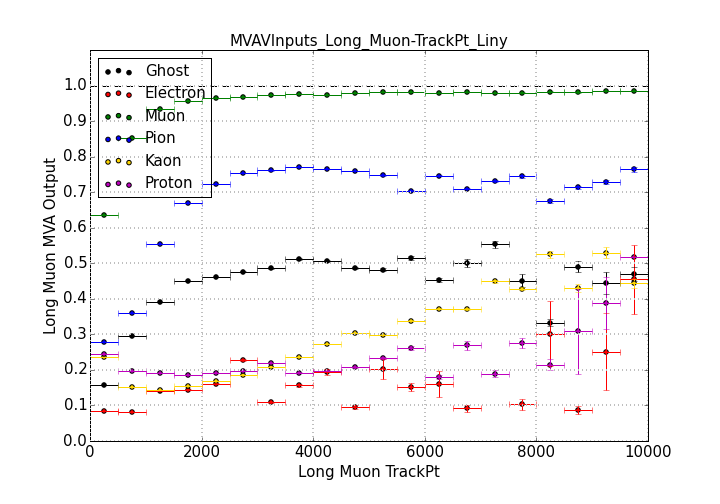 MVAVInputs_Long_Muon-TrackPt_Liny
Long Muon MVA Output
1.0
0.9
0.8
0.7
0.6
0.5
0.4
0.3
0.2
0.1
0.0
Ghost
Electron
Muon
Pion
Kaon
Proton
0 2000 4000 6000 8000 10000
Long Muon TrackPt